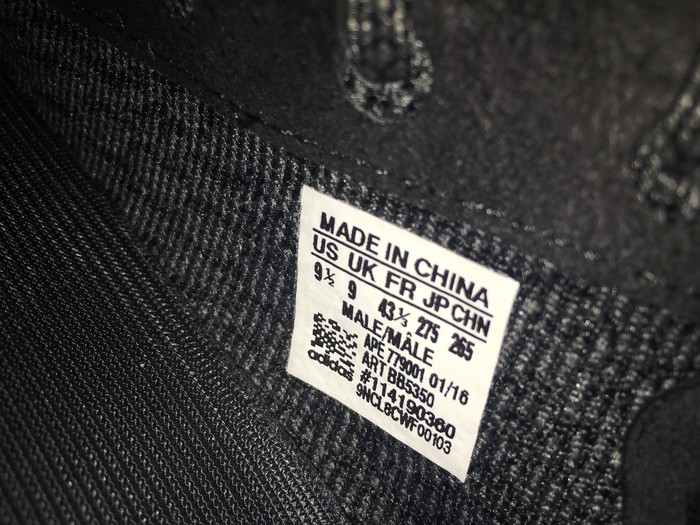 MADE IN CHINA
US UK FR JP CHN
9½ 9 43⅓ 275 265
MALE/MÂLE
APE 779001 01/16
ART BB5350
#114190360
adidas
9NCL8CWF00103